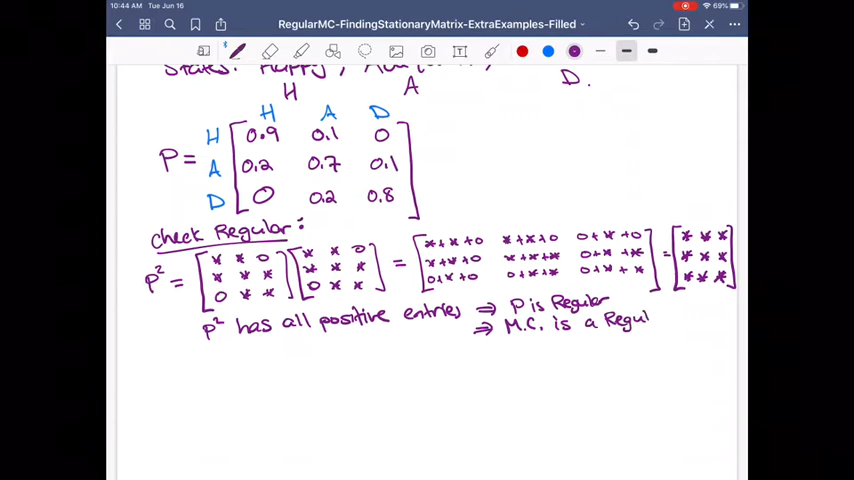 10:44 AM Tue Jun 16
69%
RegularMC-FindingStationaryMatrix-ExtraExamples-Filled
States: Happy,
H A D.
H A D
H 0.9 0.1 0
P = A 0.2 0.7 0.1
D 0 0.2 0.8
Check Regular:
P² = [* * 0] [* * 0] = [*+*+0 *+*+0 0+*+0] = [* * *]
[* * *] [* * *] [*+*+0 *+*+* 0+*+*] [* * *]
[0 * *] [0 * *] [0+*+0 0+*+* 0+*+*] [* * *]
P² has all positive entries ⇒ P is Regular
⇒ M.C. is a Regul